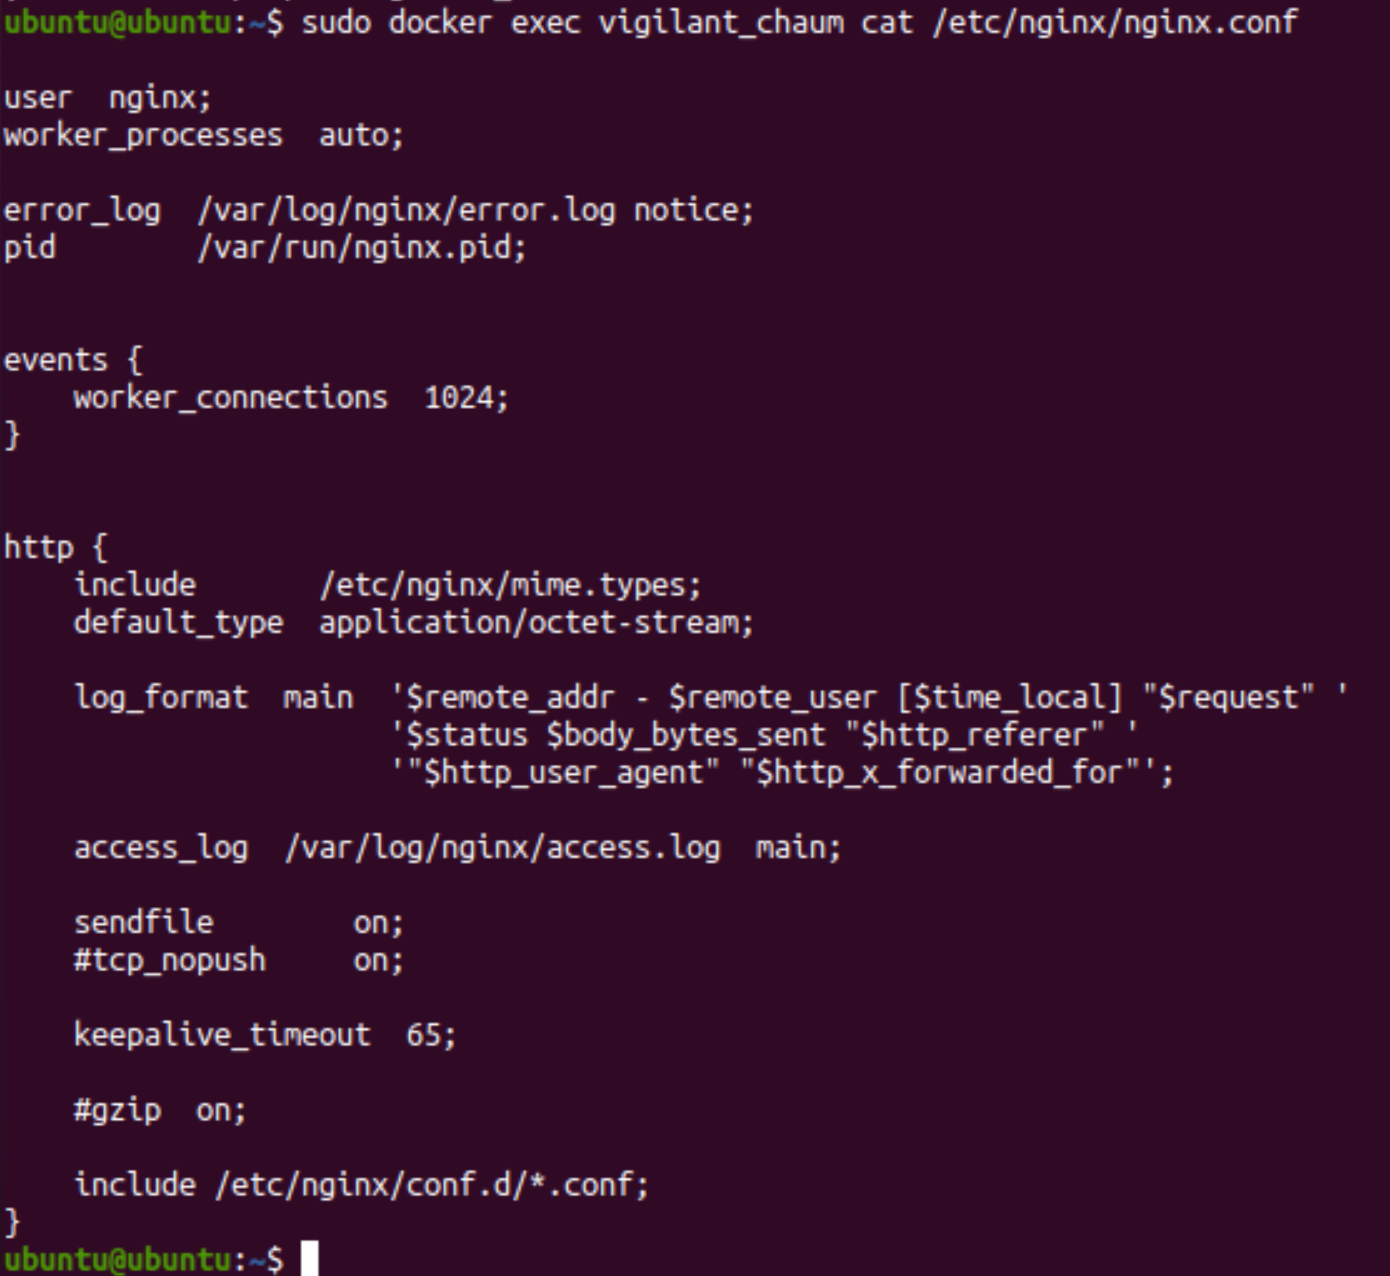 ubuntu@ubuntu:~$ sudo docker exec vigilant_chaum cat /etc/nginx/nginx.conf

user  nginx;
worker_processes  auto;

error_log  /var/log/nginx/error.log notice;
pid        /var/run/nginx.pid;


events {
    worker_connections  1024;
}


http {
    include       /etc/nginx/mime.types;
    default_type  application/octet-stream;

    log_format  main  '$remote_addr - $remote_user [$time_local] "$request" '
                      '$status $body_bytes_sent "$http_referer" '
                      '"$http_user_agent" "$http_x_forwarded_for"';

    access_log  /var/log/nginx/access.log  main;

    sendfile        on;
    #tcp_nopush     on;

    keepalive_timeout  65;

    #gzip  on;

    include /etc/nginx/conf.d/*.conf;
}
ubuntu@ubuntu:~$